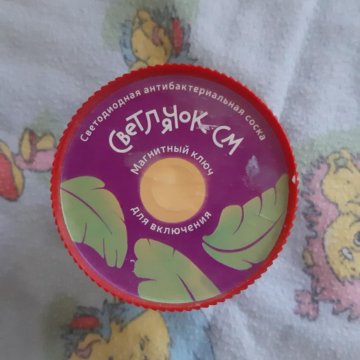 Светодиодная антибактериальная соска
СВеТЛЯЧОК-СМ
Магнитный ключ
для включения